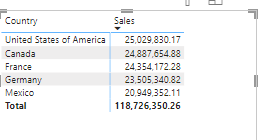 Country Sales
United States of America 25,029,830.17
Canada 24,887,654.88
France 24,354,172.28
Germany 23,505,340.82
Mexico 20,949,352.11
Total 118,726,350.26